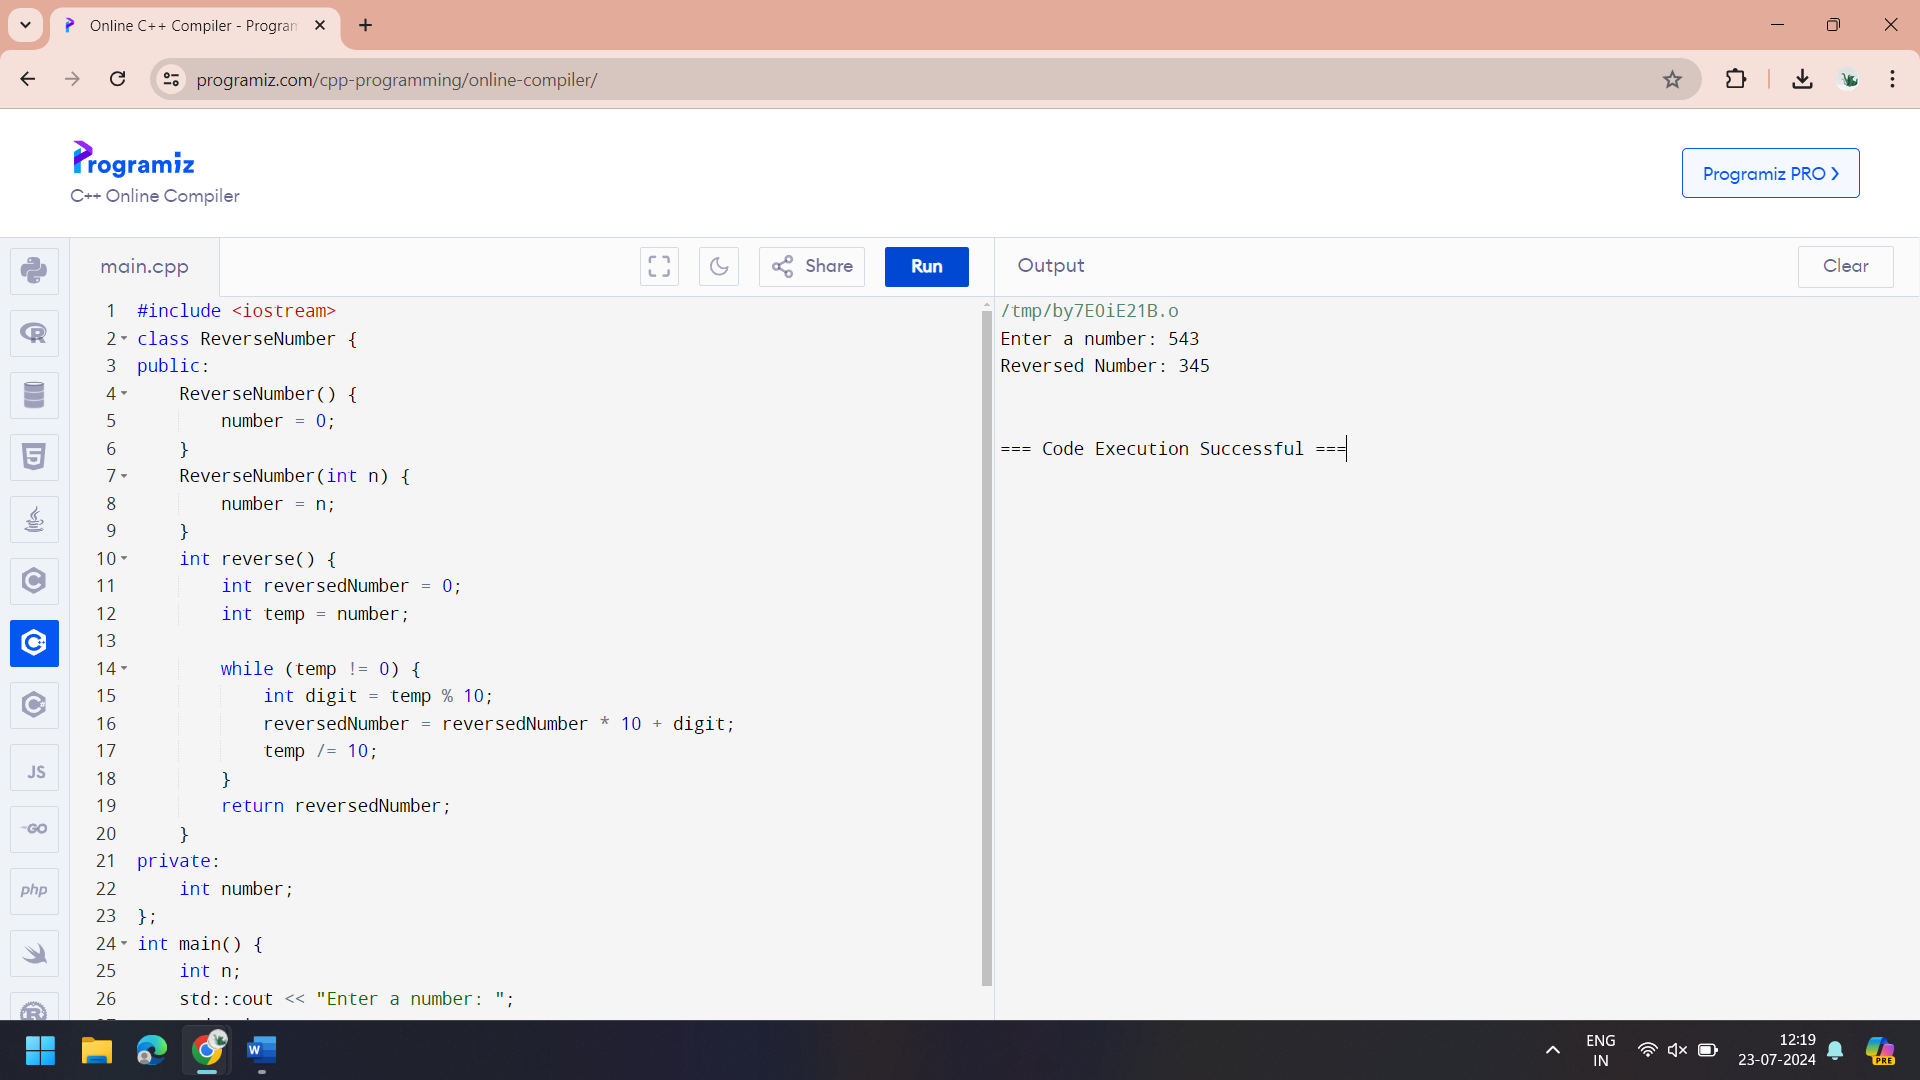 Online C++ Compiler - Program
programiz.com/cpp-programming/online-compiler/
Programiz
C++ Online Compiler
Programiz PRO
main.cpp
Share
Run
Output
Clear
1 #include <iostream>
2 class ReverseNumber {
3 public:
4     ReverseNumber() {
5         number = 0;
6     }
7     ReverseNumber(int n) {
8         number = n;
9     }
10     int reverse() {
11         int reversedNumber = 0;
12         int temp = number;
13
14         while (temp != 0) {
15             int digit = temp % 10;
16             reversedNumber = reversedNumber * 10 + digit;
17             temp /= 10;
18         }
19         return reversedNumber;
20     }
21 private:
22     int number;
23 };
24 int main() {
25     int n;
26     std::cout << "Enter a number: ";
/tmp/by7E0iE21B.o
Enter a number: 543
Reversed Number: 345
=== Code Execution Successful ===
JS
GO
php
ENG
IN
12:19
23-07-2024
PRE